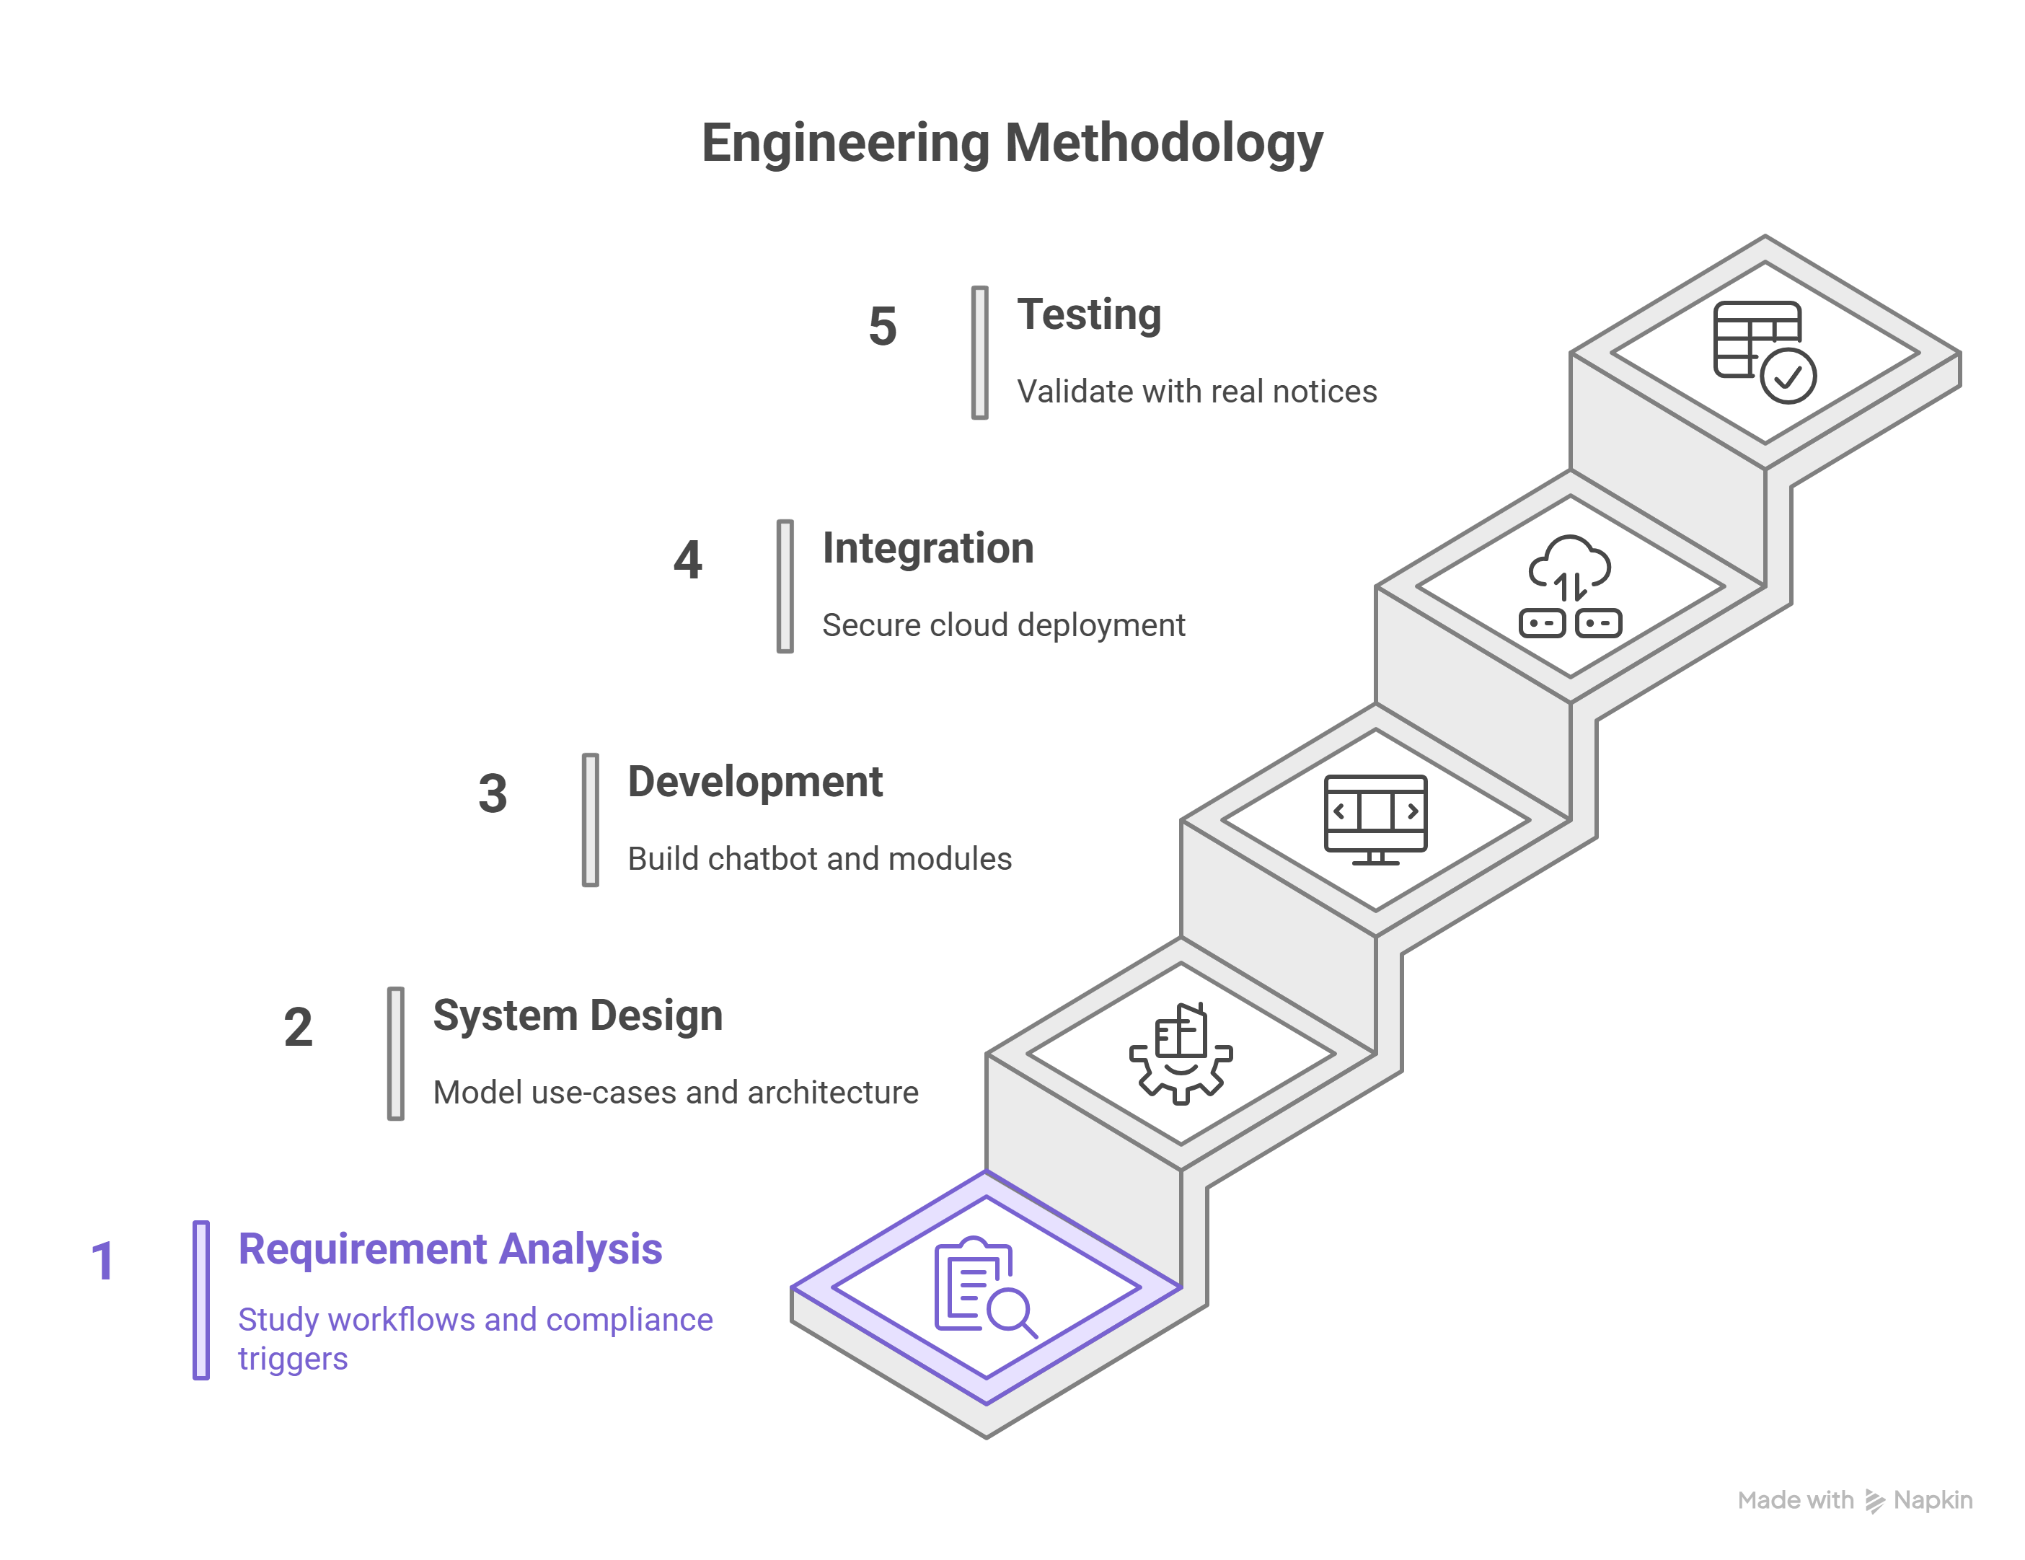 Engineering Methodology
5
Testing
Validate with real notices
4
Integration
Secure cloud deployment
3
Development
Build chatbot and modules
2
System Design
Model use-cases and architecture
1
Requirement Analysis
Study workflows and compliance
triggers
Made with Napkin